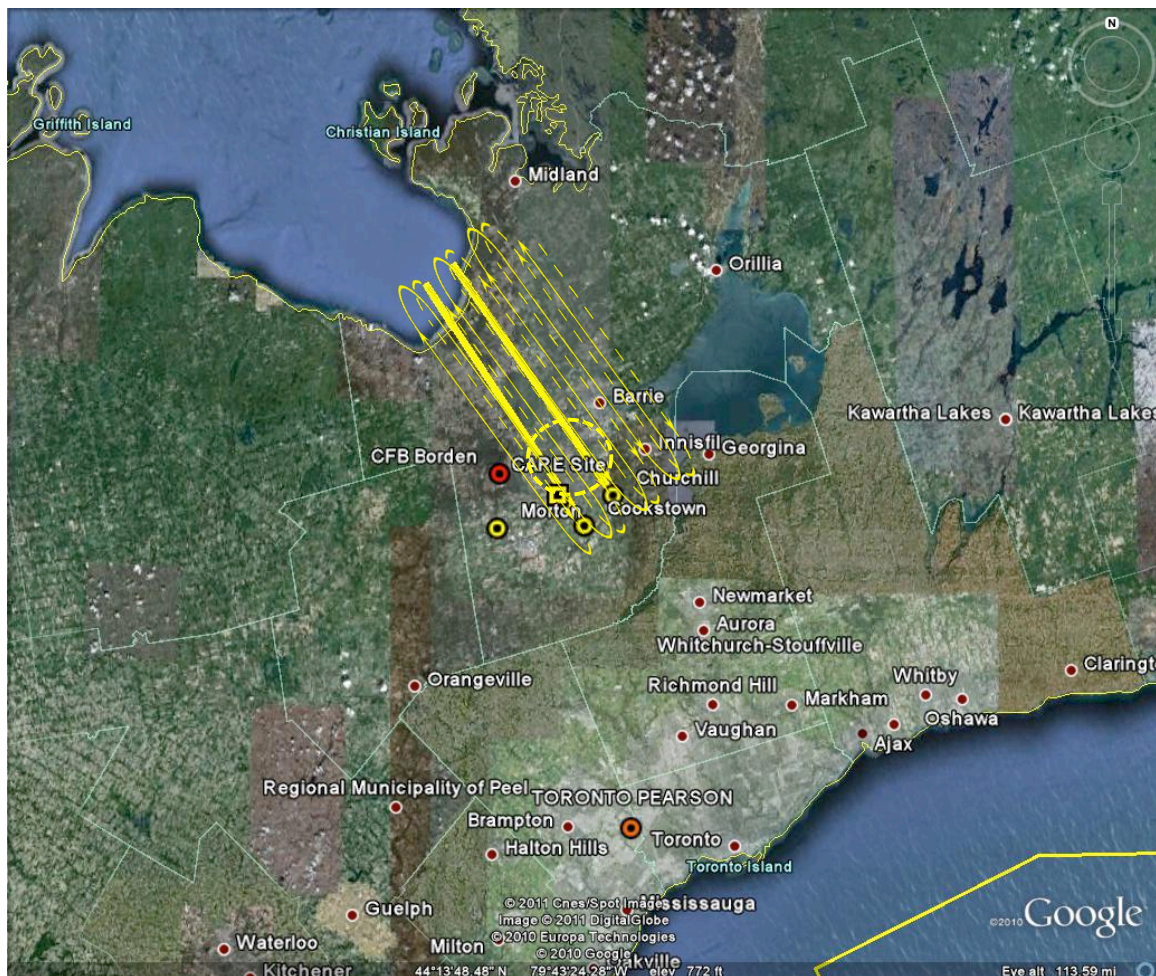 N
Griffith Island
Christian Island
Midland
Orillia
Barrie
Kawartha Lakes
Kawartha Lakes
Innisfil
Georgina
CFB Borden
CARE Site
Churchill
Morton
Cookstown
Newmarket
Aurora
Whitchurch-Stouffville
Orangeville
Richmond Hill
Markham
Whitby
Claringt
Oshawa
Vaughan
Ajax
Regional Municipality of Peel
TORONTO PEARSON
Brampton
Toronto
Halton Hills
Toronto Island
© 2011 Cnes/Spot Image
Mississauga
Guelph
Image © 2011 DigitalGlobe
©2010 Google
Waterloo
Milton
© 2010 Europa Technologies
© 2010 Google
Oakville
Kitchener
44°13'48.48" N 79°43'24.28" W elev 772 ft
Eye alt 113.59 mi